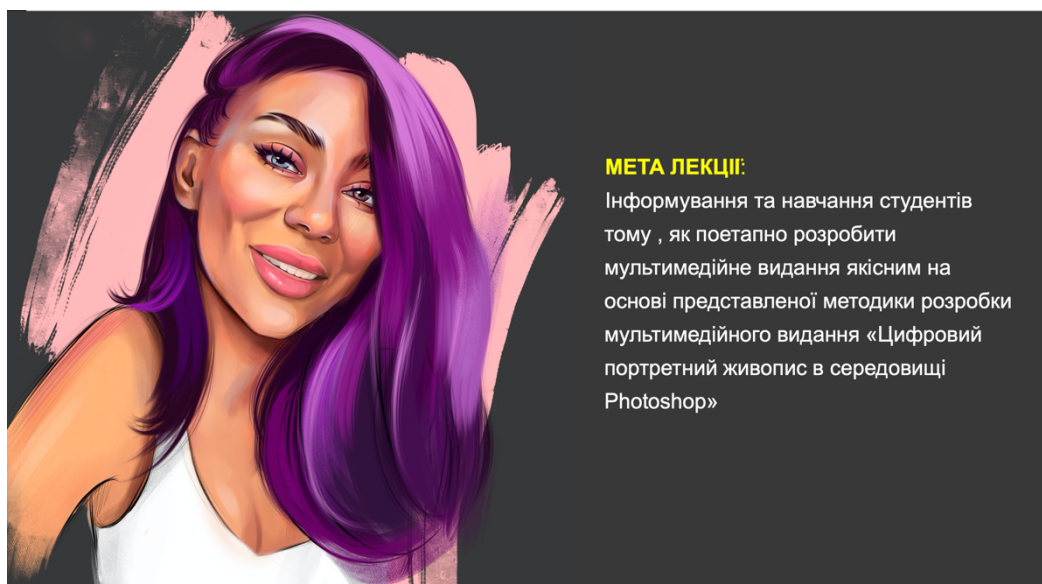 МЕТА ЛЕКЦІЇ:
Інформування та навчання студентів
тому , як поетапно розробити
мультимедійне видання якісним на
основі представленої методики розробки
мультимедійного видання «Цифровий
портретний живопис в середовищі
Photoshop»